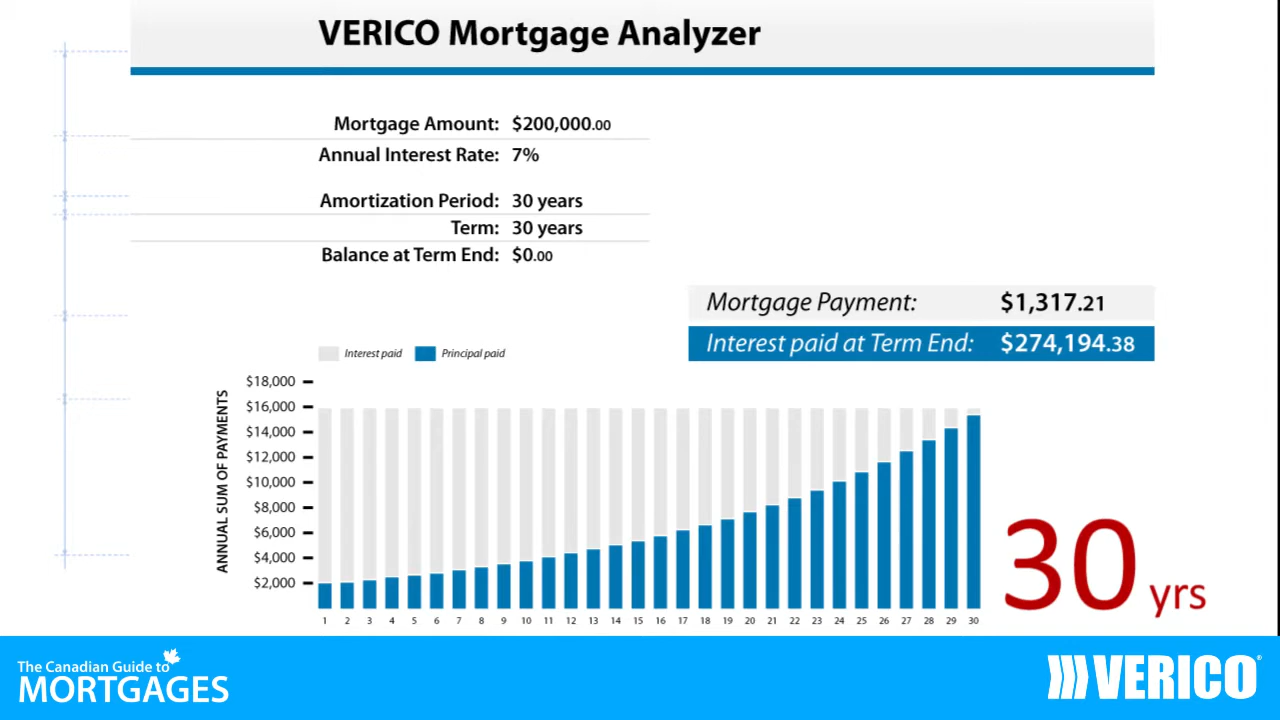 VERICO Mortgage Analyzer
Mortgage Amount: $200,000.00
Annual Interest Rate: 7%
Amortization Period: 30 years
Term: 30 years
Balance at Term End: $0.00
Mortgage Payment: $1,317.21
Interest paid at Term End: $274,194.38
Interest paid Principal paid
ANNUAL SUM OF PAYMENTS
$18,000
$16,000
$14,000
$12,000
$10,000
$8,000
$6,000
$4,000
$2,000
1 2 3 4 5 6 7 8 9 10 11 12 13 14 15 16 17 18 19 20 21 22 23 24 25 26 27 28 29 30
30 yrs
The Canadian Guide to
MORTGAGES
VERICO®